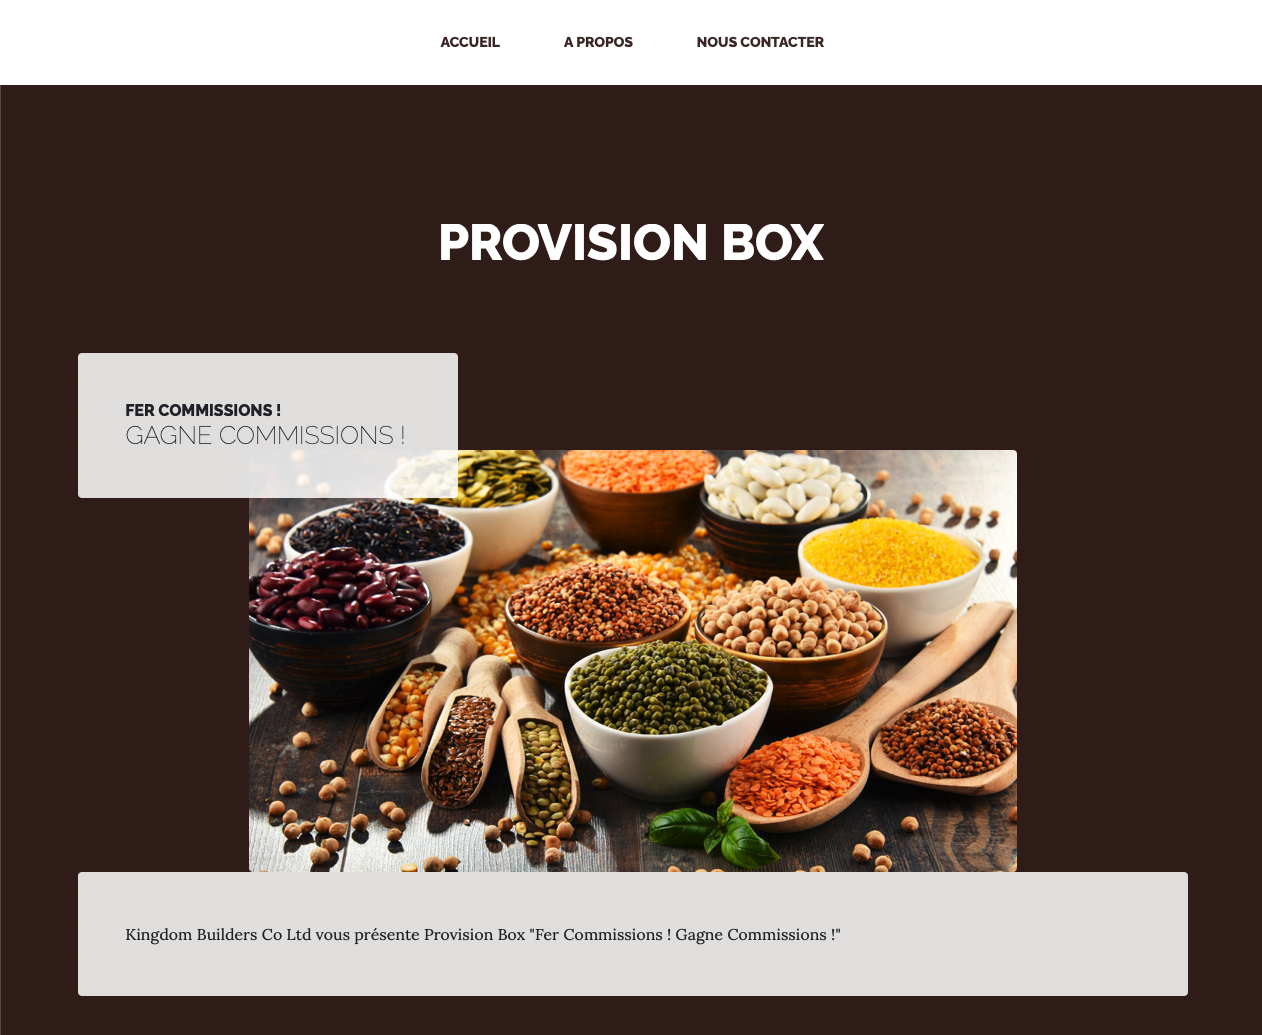 ACCUEIL
A PROPOS
NOUS CONTACTER
PROVISION BOX
FER COMMISSIONS !
GAGNE COMMISSIONS !
Kingdom Builders Co Ltd vous présente Provision Box "Fer Commissions ! Gagne Commissions !"